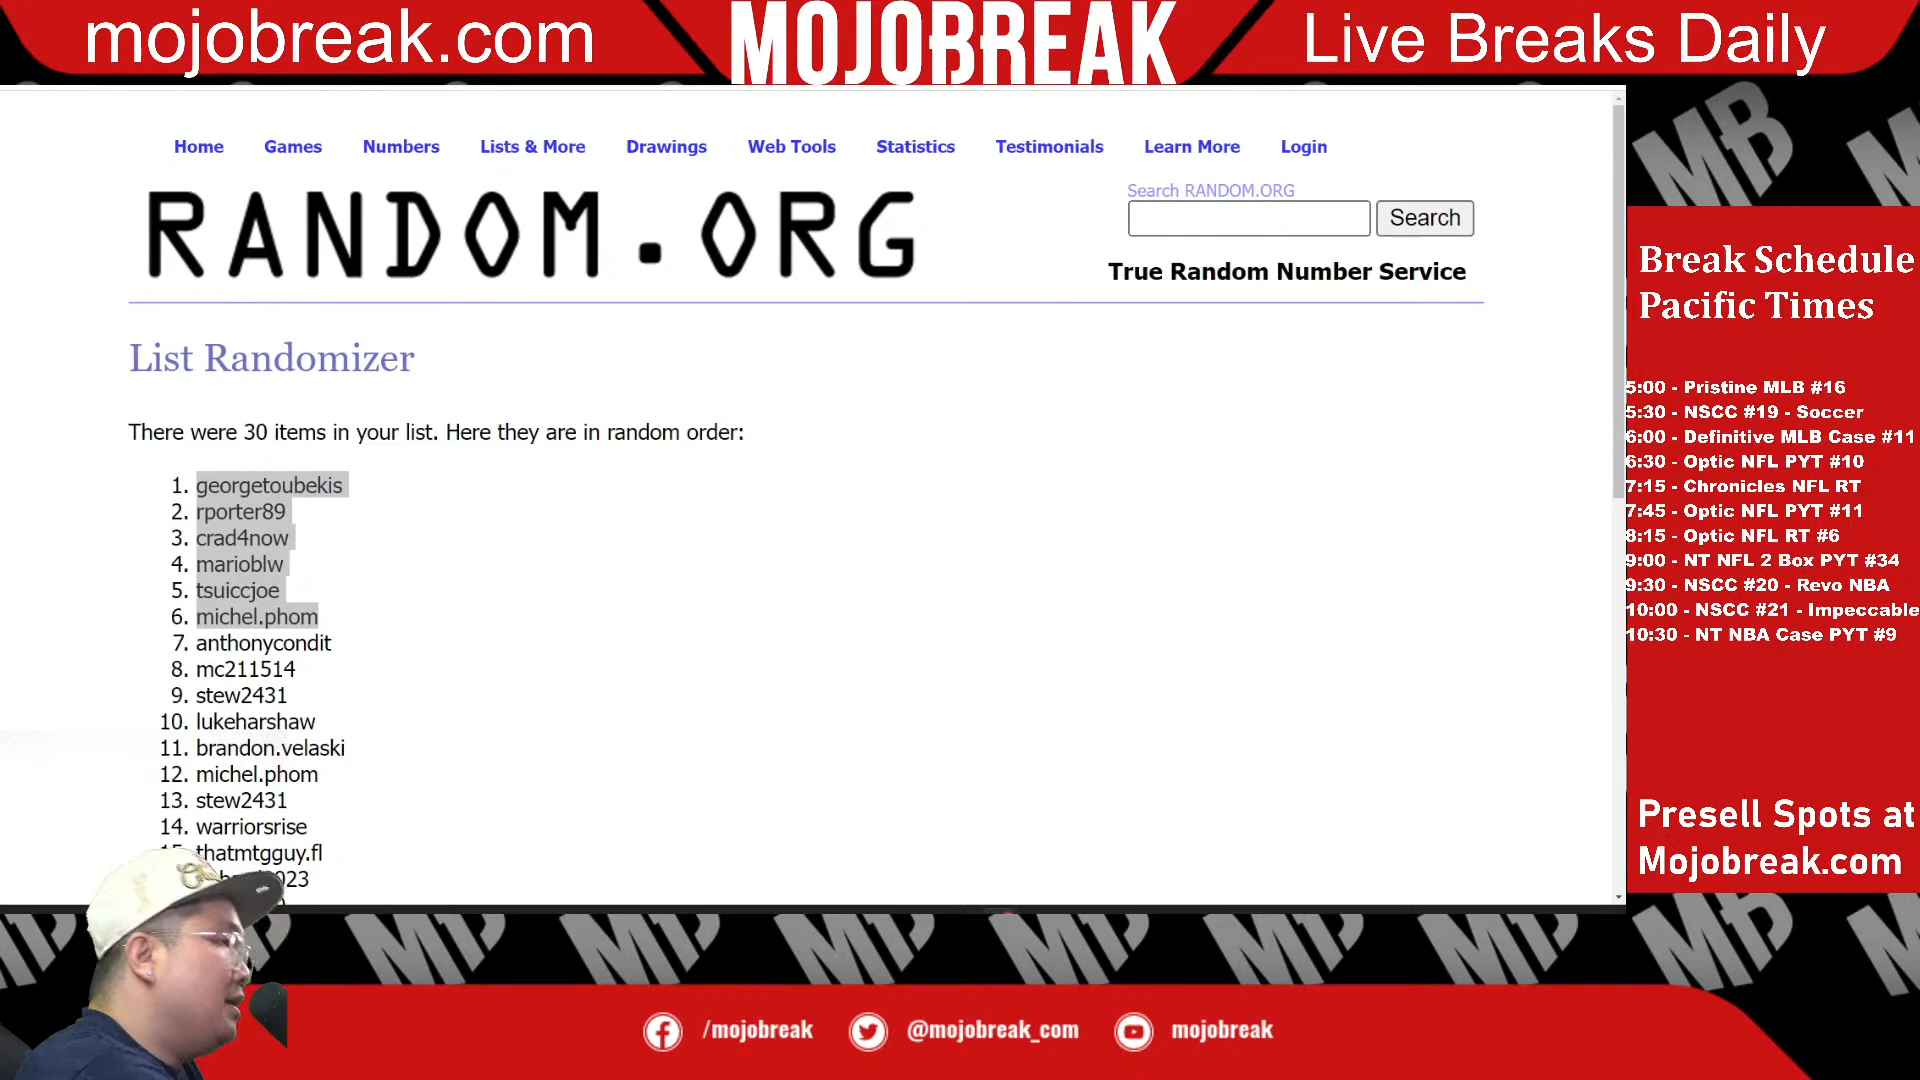 mojobreak.com
MOJOBREAK
Live Breaks Daily
Home Games Numbers Lists & More Drawings Web Tools Statistics Testimonials Learn More Login
RANDOM.ORG
Search RANDOM.ORG
Search
True Random Number Service
List Randomizer
There were 30 items in your list. Here they are in random order:
1. georgetoubekis
2. rporter89
3. crad4now
4. marioblw
5. tsuiccjoe
6. michel.phom
7. anthonycondit
8. mc211514
9. stew2431
10. lukeharshaw
11. brandon.velaski
12. michel.phom
13. stew2431
14. warriorsrise
15. thatmtgguy.fl
Break Schedule
Pacific Times
5:00 - Pristine MLB #16
5:30 - NSCC #19 - Soccer
6:00 - Definitive MLB Case #11
6:30 - Optic NFL PYT #10
7:15 - Chronicles NFL RT
7:45 - Optic NFL PYT #11
8:15 - Optic NFL RT #6
9:00 - NT NFL 2 Box PYT #34
9:30 - NSCC #20 - Revo NBA
10:00 - NSCC #21 - Impeccable
10:30 - NT NBA Case PYT #9
Presell Spots at
Mojobreak.com
/mojobreak @mojobreak_com mojobreak